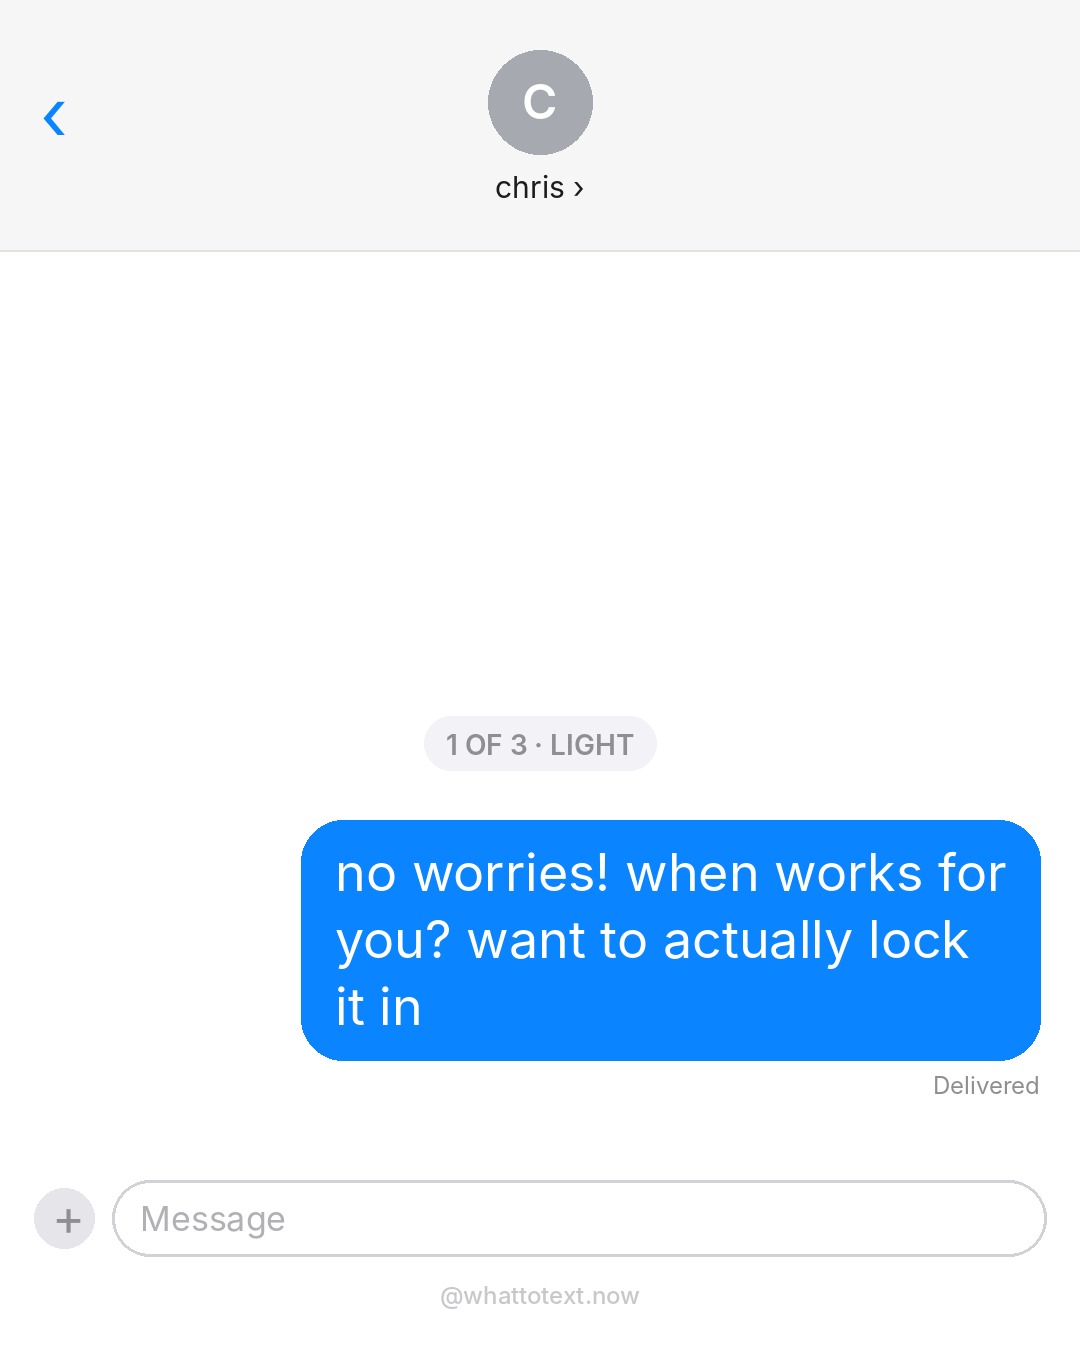 C
chris ›
1 OF 3 · LIGHT
no worries! when works for
you? want to actually lock
it in
Delivered
+ Message
@whattotext.now